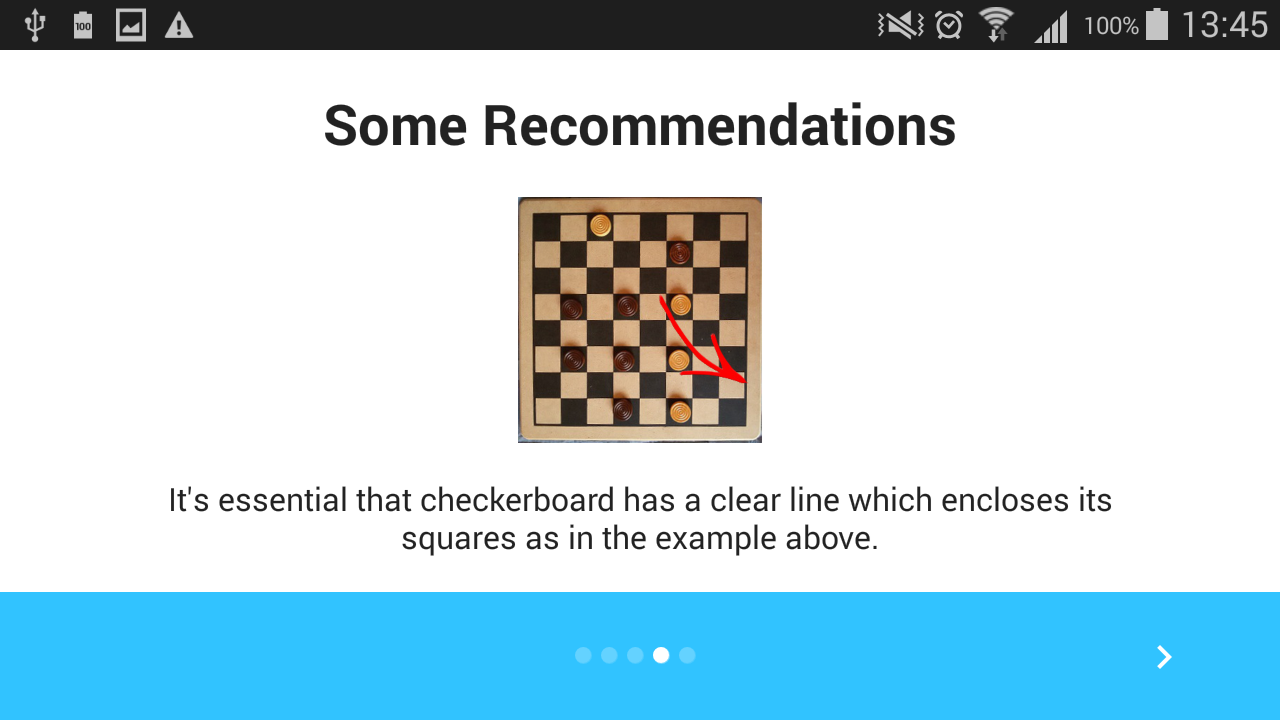 100 100% 13:45
Some Recommendations
It's essential that checkerboard has a clear line which encloses its
squares as in the example above.